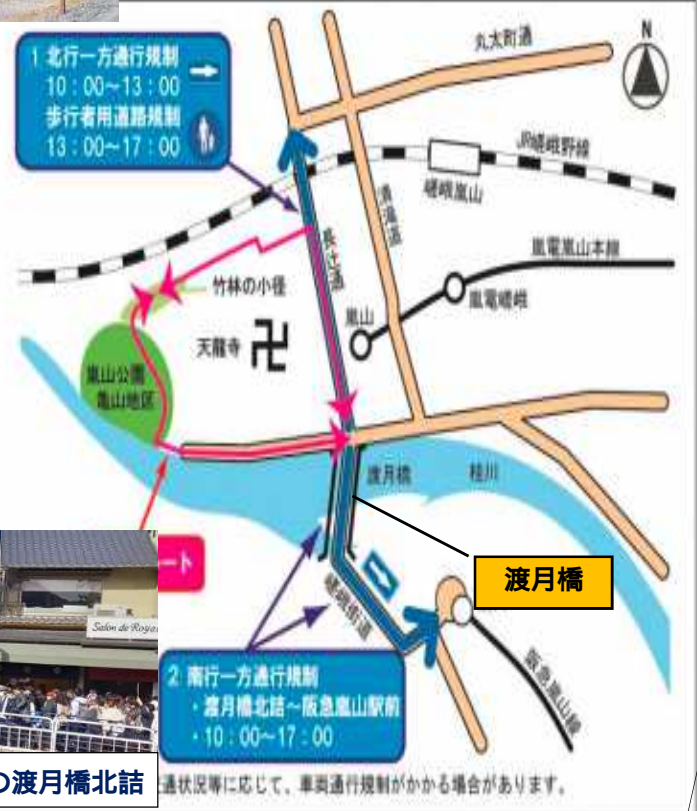 1 北行一方通行規制
10：00～13：00
歩行者用道路規制
13：00～17：00
丸太町通
N
JR嵯峨野線
嵯峨嵐山
清滝道
長辻通
嵐電嵐山本線
嵐電嵯峨
嵐山
竹林の小径
天龍寺
嵐山公園
亀山地区
渡月橋
桂川
ート
渡月橋
嵯峨街道
Salon de Roya
2 南行一方通行規制
・渡月橋北詰～阪急嵐山駅前
・10：00～17：00
阪急嵐山線
渡月橋北詰
通状況等に応じて、車両通行規制がかかる場合があります。